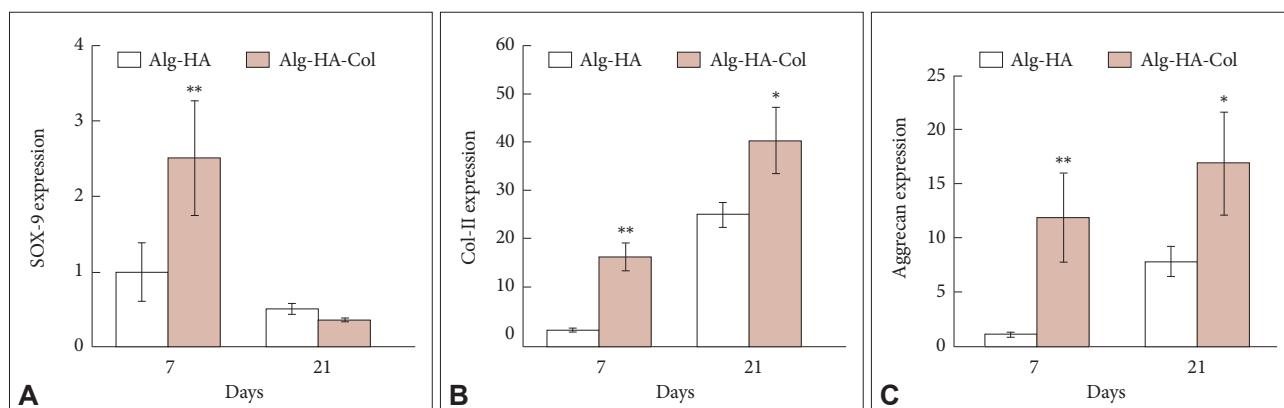 4
3
2
1
0
SOX-9 expression
Alg-HA
Alg-HA-Col
**
7
21
Days
A
60
50
40
30
20
10
0
Col-II expression
Alg-HA
Alg-HA-Col
**
*
7
21
Days
B
25
20
15
10
5
0
Aggrecan expression
Alg-HA
Alg-HA-Col
**
*
7
21
Days
C